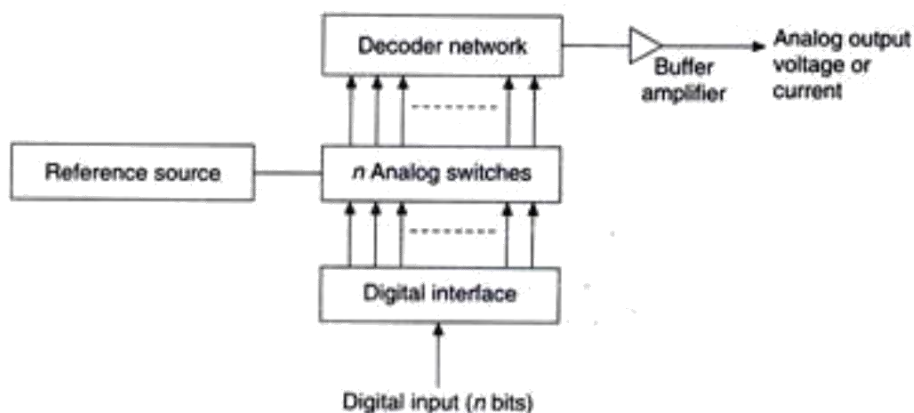 Decoder network
Analog output
voltage or
current
Buffer
amplifier
Reference source
n Analog switches
Digital interface
Digital input (n bits)